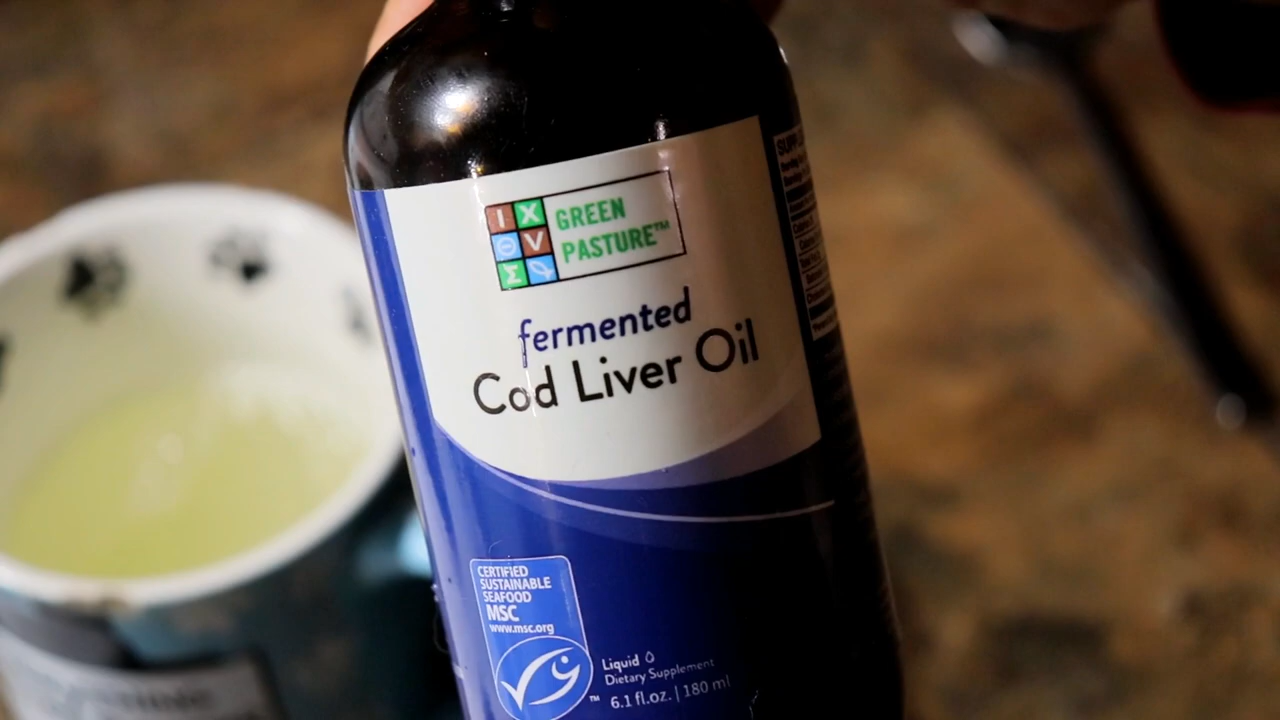 I X
Θ V
Σ
GREEN
PASTURE™
fermented
Cod Liver Oil
CERTIFIED
SUSTAINABLE
SEAFOOD
MSC
www.msc.org
™
Liquid
Dietary Supplement
6.1 fl.oz. | 180 ml